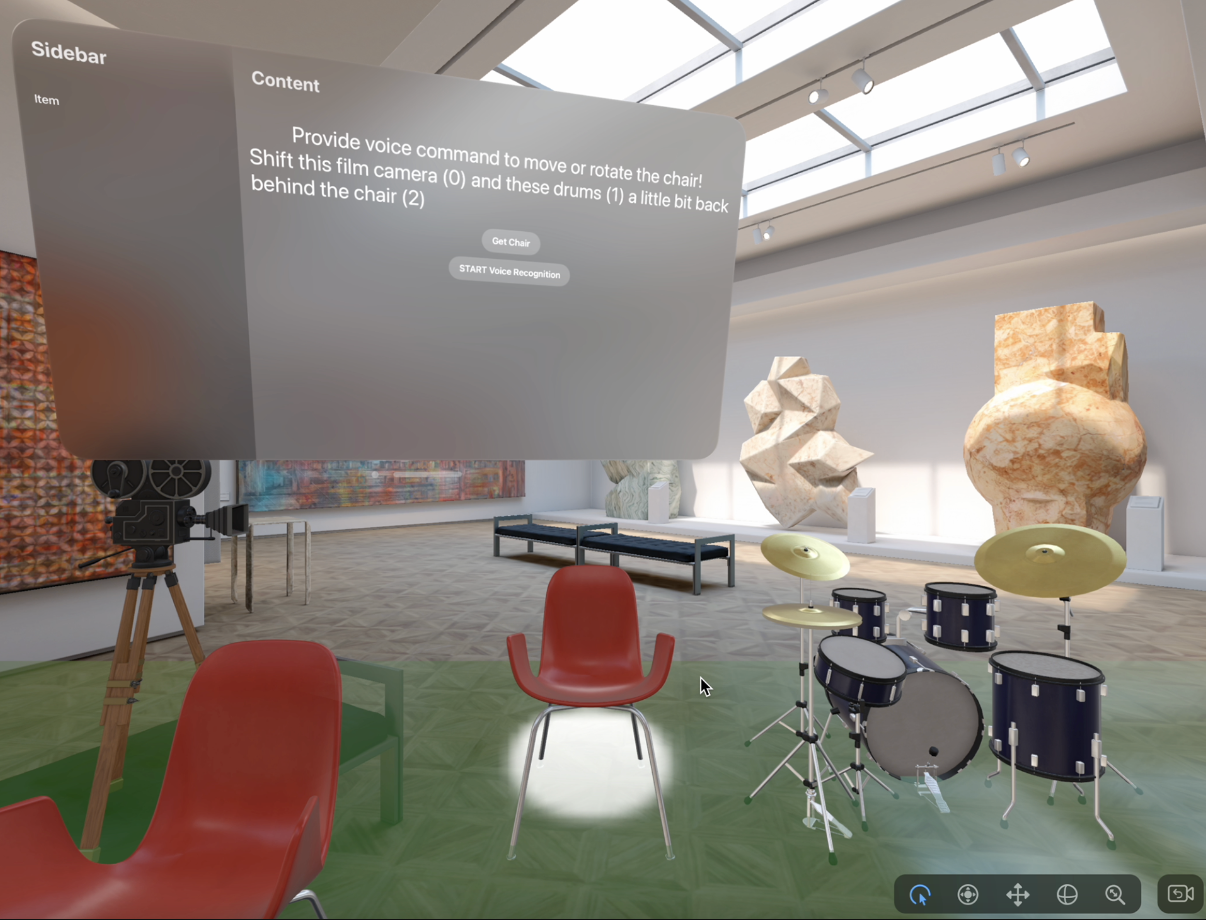 Sidebar
Item
Content
Provide voice command to move or rotate the chair!
Shift this film camera (0) and these drums (1) a little bit back
behind the chair (2)
Get Chair
START Voice Recognition